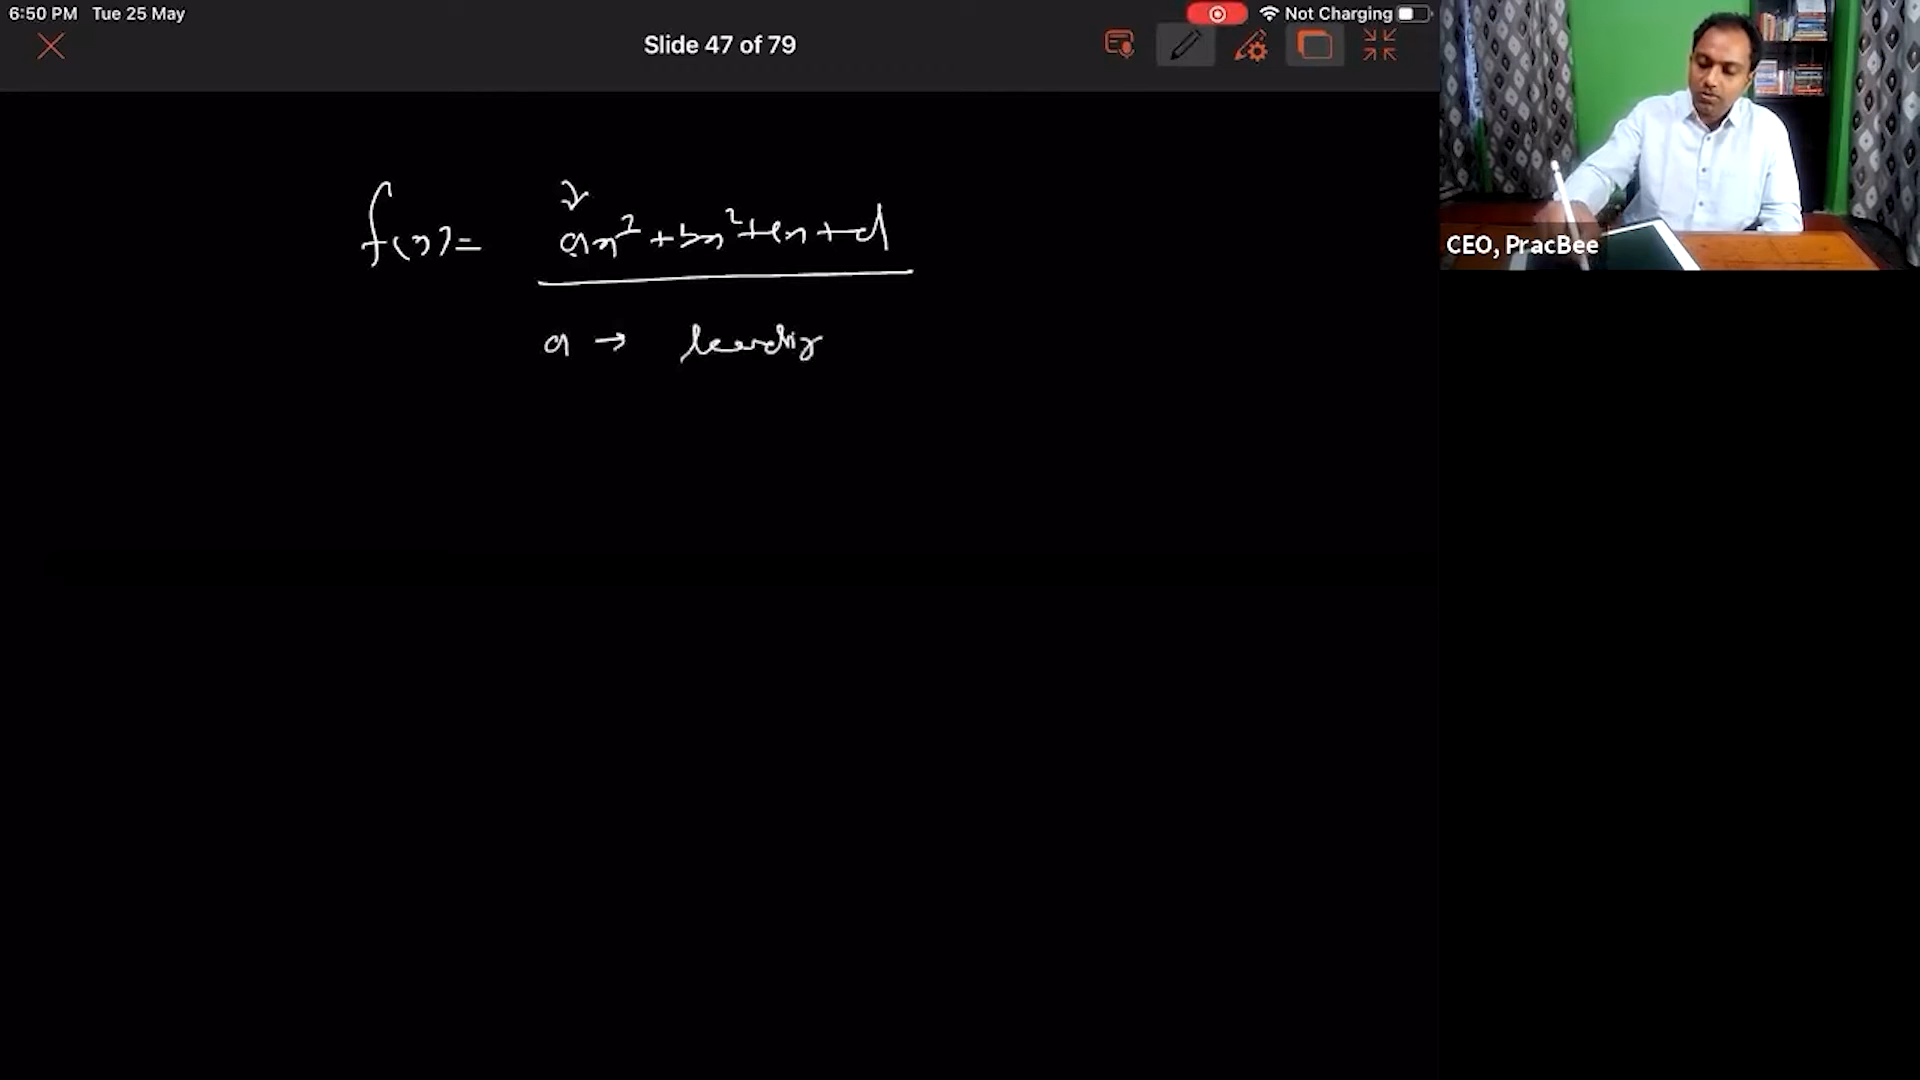 6:50 PM Tue 25 May
Not Charging
Slide 47 of 79
f(x) = ax² + bx² + cx + d
a → leading
CEO, PracBee